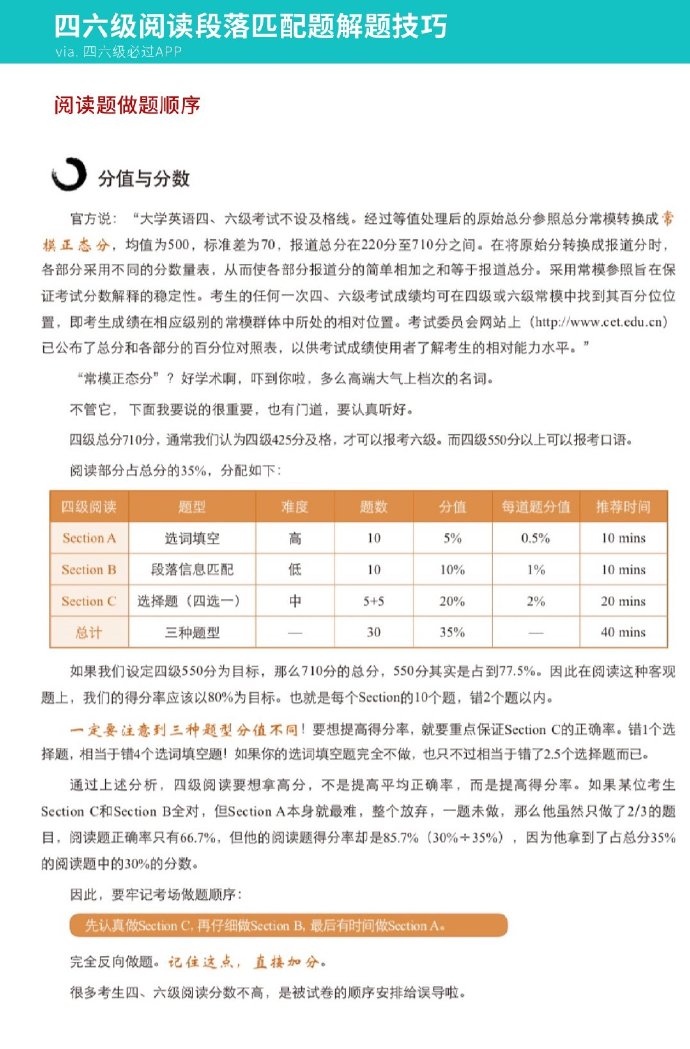 四六级阅读段落匹配题解题技巧
via. 四六级必过APP
阅读题做题顺序
分值与分数
官方说：“大学英语四、六级考试不设及格线。经过等值处理后的原始总分参照总分常模转换成常
模正态分，均值为500，标准差为70，报道总分在220分至710分之间。在将原始分转换成报道分时，
各部分采用不同的分数量表，从而使各部分报道分的简单相加之和等于报道总分。采用常模参照旨在保
证考试分数解释的稳定性。考生的任何一次四、六级考试成绩均可在四级或六级常模中找到其百分位位
置，即考生成绩在相应级别的常模群体中所处的相对位置。考试委员会网站上（http://www.cet.edu.cn）
已公布了总分和各部分的百分位对照表，以供考试成绩使用者了解考生的相对能力水平。”
“常模正态分”？好学术啊，吓到你啦，多么高端大气上档次的名词。
不管它， 下面我要说的很重要，也有门道，要认真听好。
四级总分710分，通常我们认为四级425分及格，才可以报考六级。而四级550分以上可以报考口语。
阅读部分占总分的35%，分配如下：
四级阅读 题型 难度 题数 分值 每道题分值 推荐时间
Section A 选词填空 高 10 5% 0.5% 10 mins
Section B 段落信息匹配 低 10 10% 1% 10 mins
Section C 选择题（四选一） 中 5+5 20% 2% 20 mins
总计 三种题型 — 30 35% — 40 mins
如果我们设定四级550分为目标，那么710分的总分，550分其实是占到77.5%。因此在阅读这种客观
题上，我们的得分率应该以80%为目标。也就是每个Section的10个题，错2个题以内。
一定要注意到三种题型分值不同！要想提高得分率，就要重点保证Section C的正确率。错1个选
择题，相当于错4个选词填空题！如果你的选词填空题完全不做，也只不过相当于错了2.5个选择题而已。
通过上述分析，四级阅读要想拿高分，不是提高平均正确率，而是提高得分率。如果某位考生
Section C和Section B全对，但Section A本身就最难，整个放弃，一题未做，那么他虽然只做了2/3的题
目，阅读题正确率只有66.7%，但他的阅读题得分率却是85.7%（30%÷35%），因为他拿到了占总分35%
的阅读题中的30%的分数。
因此，要牢记考场做题顺序：
先认真做Section C, 再仔细做Section B, 最后有时间做Section A。
完全反向做题。记住这点，直接加分。
很多考生四、六级阅读分数不高，是被试卷的顺序安排给误导啦。